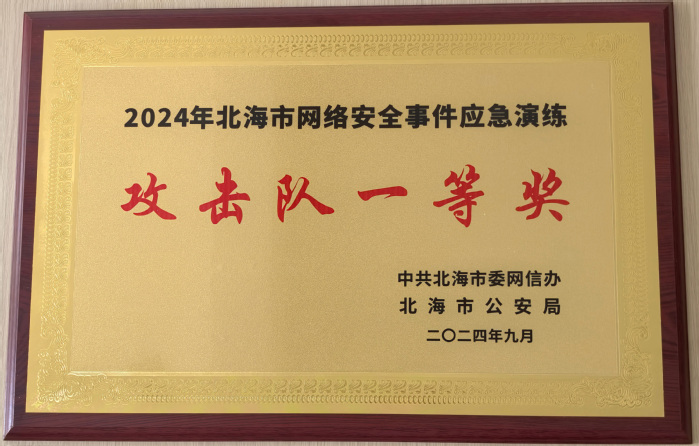 2024年北海市网络安全事件应急演练
攻击队一等奖
中共北海市委网信办
北海市公安局
二〇二四年九月